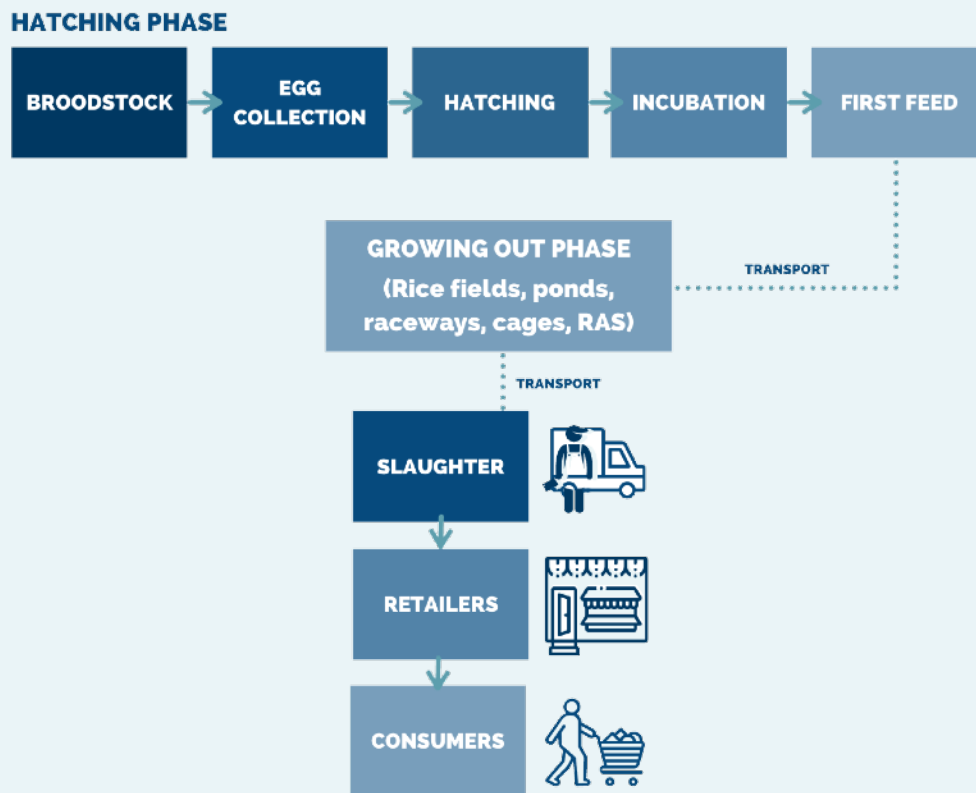 HATCHING PHASE
BROODSTOCK
EGG
COLLECTION
HATCHING
INCUBATION
FIRST FEED
GROWING OUT PHASE
(Rice fields, ponds,
raceways, cages, RAS)
TRANSPORT
TRANSPORT
SLAUGHTER
RETAILERS
CONSUMERS